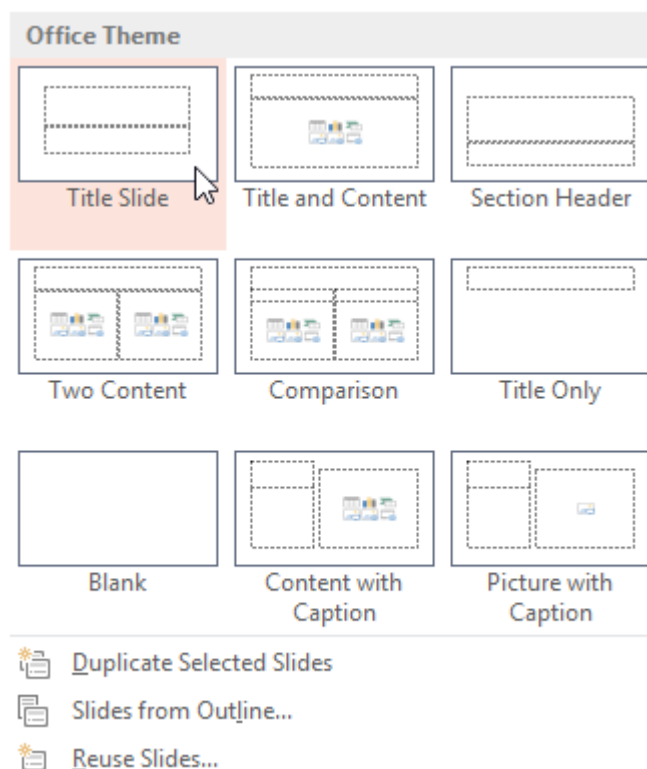 Office Theme
Title Slide
Title and Content
Section Header
Two Content
Comparison
Title Only
Blank
Content with
Caption
Picture with
Caption
Duplicate Selected Slides
Slides from Outline...
Reuse Slides...